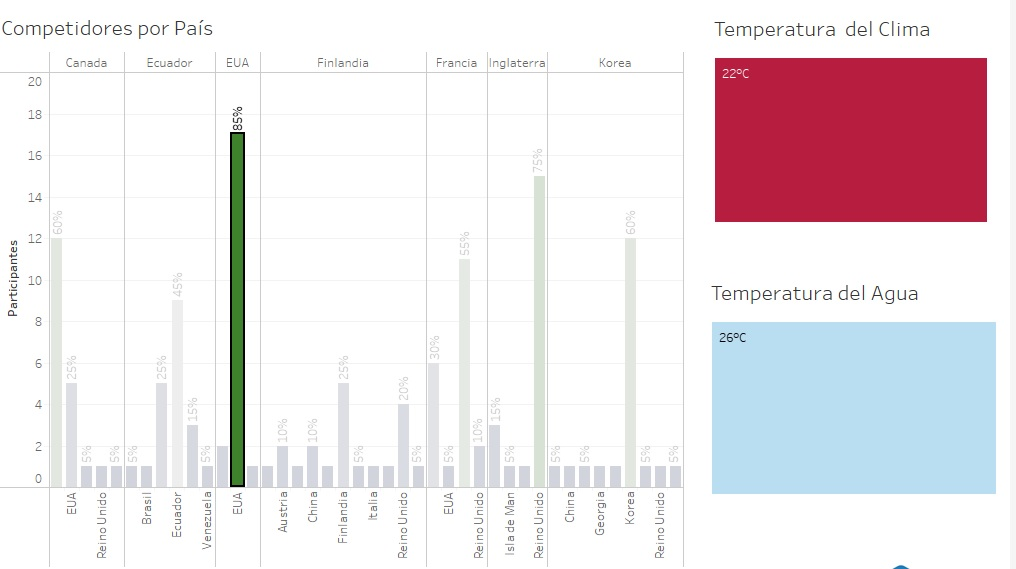 Competidores por País
Canada Ecuador EUA Finlandia Francia Inglaterra Korea
Participantes
20
18
16
14
12
10
8
6
4
2
0
60% 25% 5% 5%
5% 25% 45% 15% 5%
85%
10% 10% 25% 5% 20% 5%
30% 5% 55% 10%
15% 5% 75%
5% 5% 60% 5% 5%
EUA Reino Unido Brasil Ecuador Venezuela EUA Austria China Finlandia Italia Reino Unido EUA Reino Unido Isla de Man Reino Unido China Georgia Korea Reino Unido
Temperatura del Clima
22ºC
Temperatura del Agua
26ºC